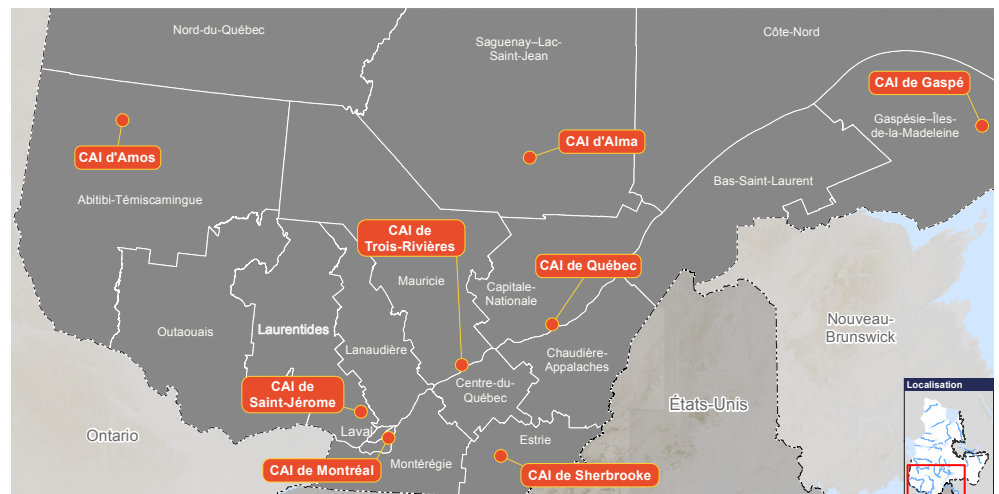 Nord-du-Québec
Saguenay–Lac-
Saint-Jean
Côte-Nord
CAI de Gaspé
Gaspésie–Îles-
de-la-Madeleine
CAI d'Amos
CAI d'Alma
Bas-Saint-Laurent
Abitibi-Témiscamingue
CAI de
Trois-Rivières
CAI de Québec
Mauricie
Capitale-
Nationale
Outaouais
Laurentides
Lanaudière
Nouveau-
Brunswick
Chaudière-
Appalaches
Centre-du-
Québec
CAI de
Saint-Jérome
États-Unis
Localisation
Ontario
Laval
Estrie
CAI de Montréal
Montérégie
CAI de Sherbrooke